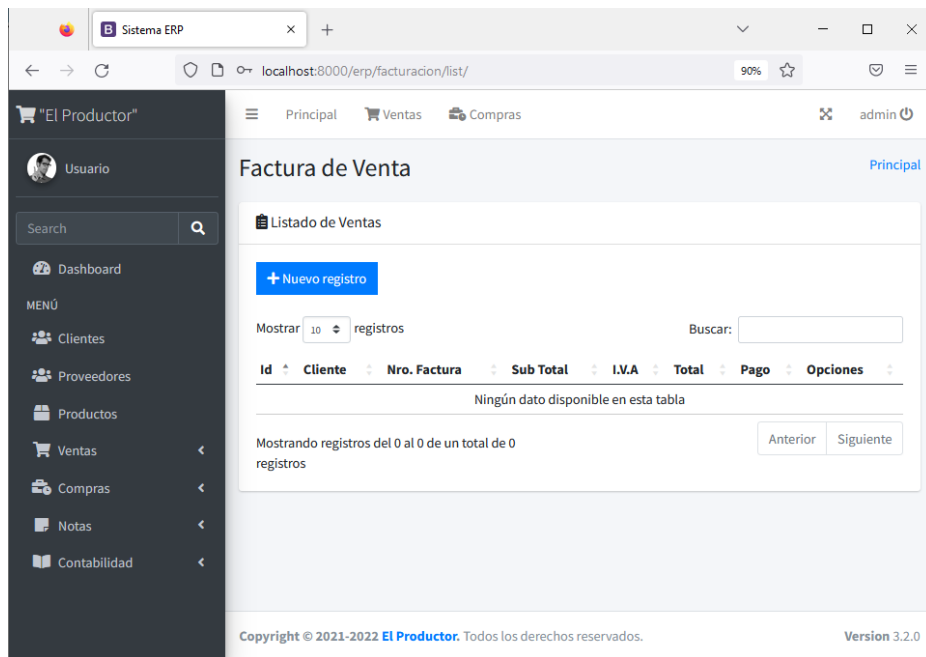 Sistema ERP
localhost:8000/erp/facturacion/list/
90%
"El Productor"
Principal Ventas Compras
admin
Usuario
Factura de Venta
Principal
Search
Listado de Ventas
Dashboard
Nuevo registro
MENÚ
Clientes
Mostrar 10 registros
Buscar:
Proveedores
Id Cliente Nro. Factura Sub Total I.V.A Total Pago Opciones
Productos
Ningún dato disponible en esta tabla
Ventas
Mostrando registros del 0 al 0 de un total de 0
registros
Anterior Siguiente
Compras
Notas
Contabilidad
Copyright © 2021-2022 El Productor. Todos los derechos reservados.
Version 3.2.0